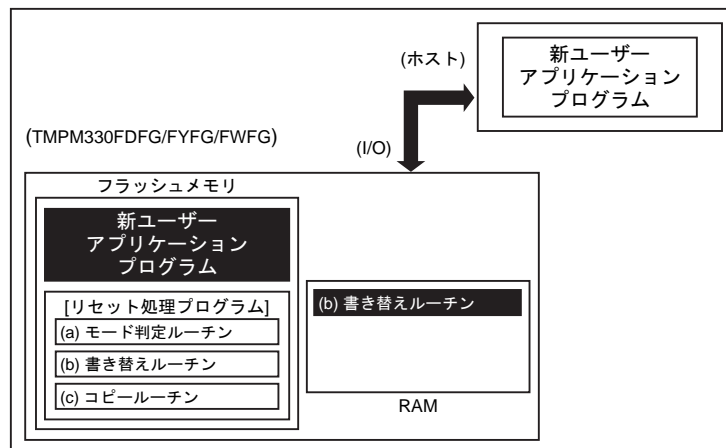 (ホスト)
新ユーザー
アプリケーション
プログラム
(TMPM330FDFG/FYFG/FWFG)
(I/O)
フラッシュメモリ
新ユーザー
アプリケーション
プログラム
[リセット処理プログラム]
(a) モード判定ルーチン
(b) 書き替えルーチン
(c) コピールーチン
(b) 書き替えルーチン
RAM